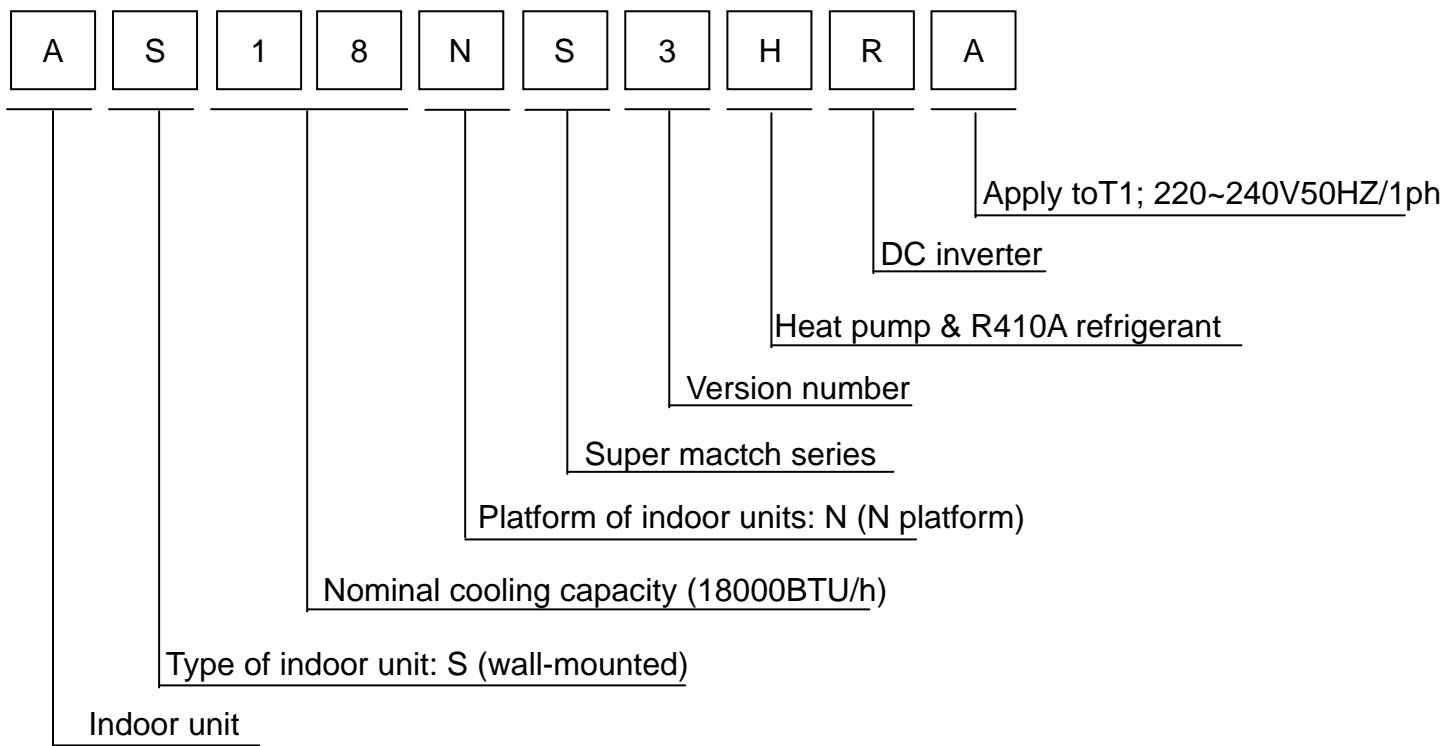 A S 1 8 N S 3 H R A
Apply toT1; 220~240V50HZ/1ph
DC inverter
Heat pump & R410A refrigerant
Version number
Super mactch series
Platform of indoor units: N (N platform)
Nominal cooling capacity (18000BTU/h)
Type of indoor unit: S (wall-mounted)
Indoor unit